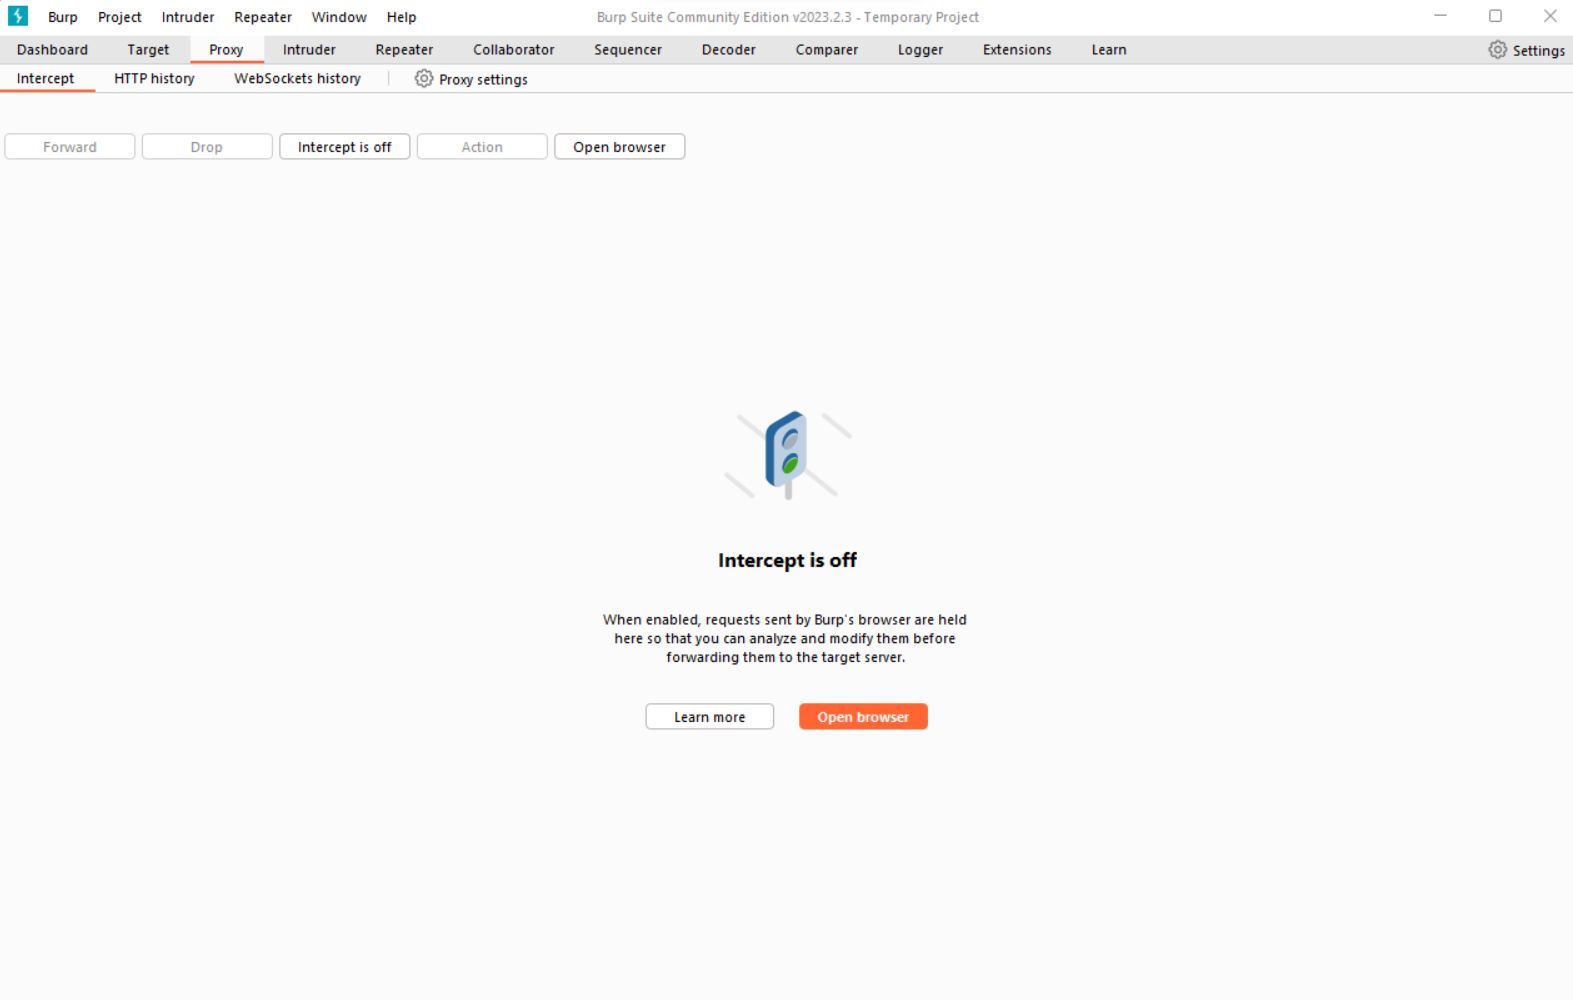 Burp Project Intruder Repeater Window Help Burp Suite Community Edition v2023.2.3 - Temporary Project
Dashboard Target Proxy Intruder Repeater Collaborator Sequencer Decoder Comparer Logger Extensions Learn Settings
Intercept HTTP history WebSockets history Proxy settings
Forward Drop Intercept is off Action Open browser
Intercept is off
When enabled, requests sent by Burp's browser are held
here so that you can analyze and modify them before
forwarding them to the target server.
Learn more Open browser